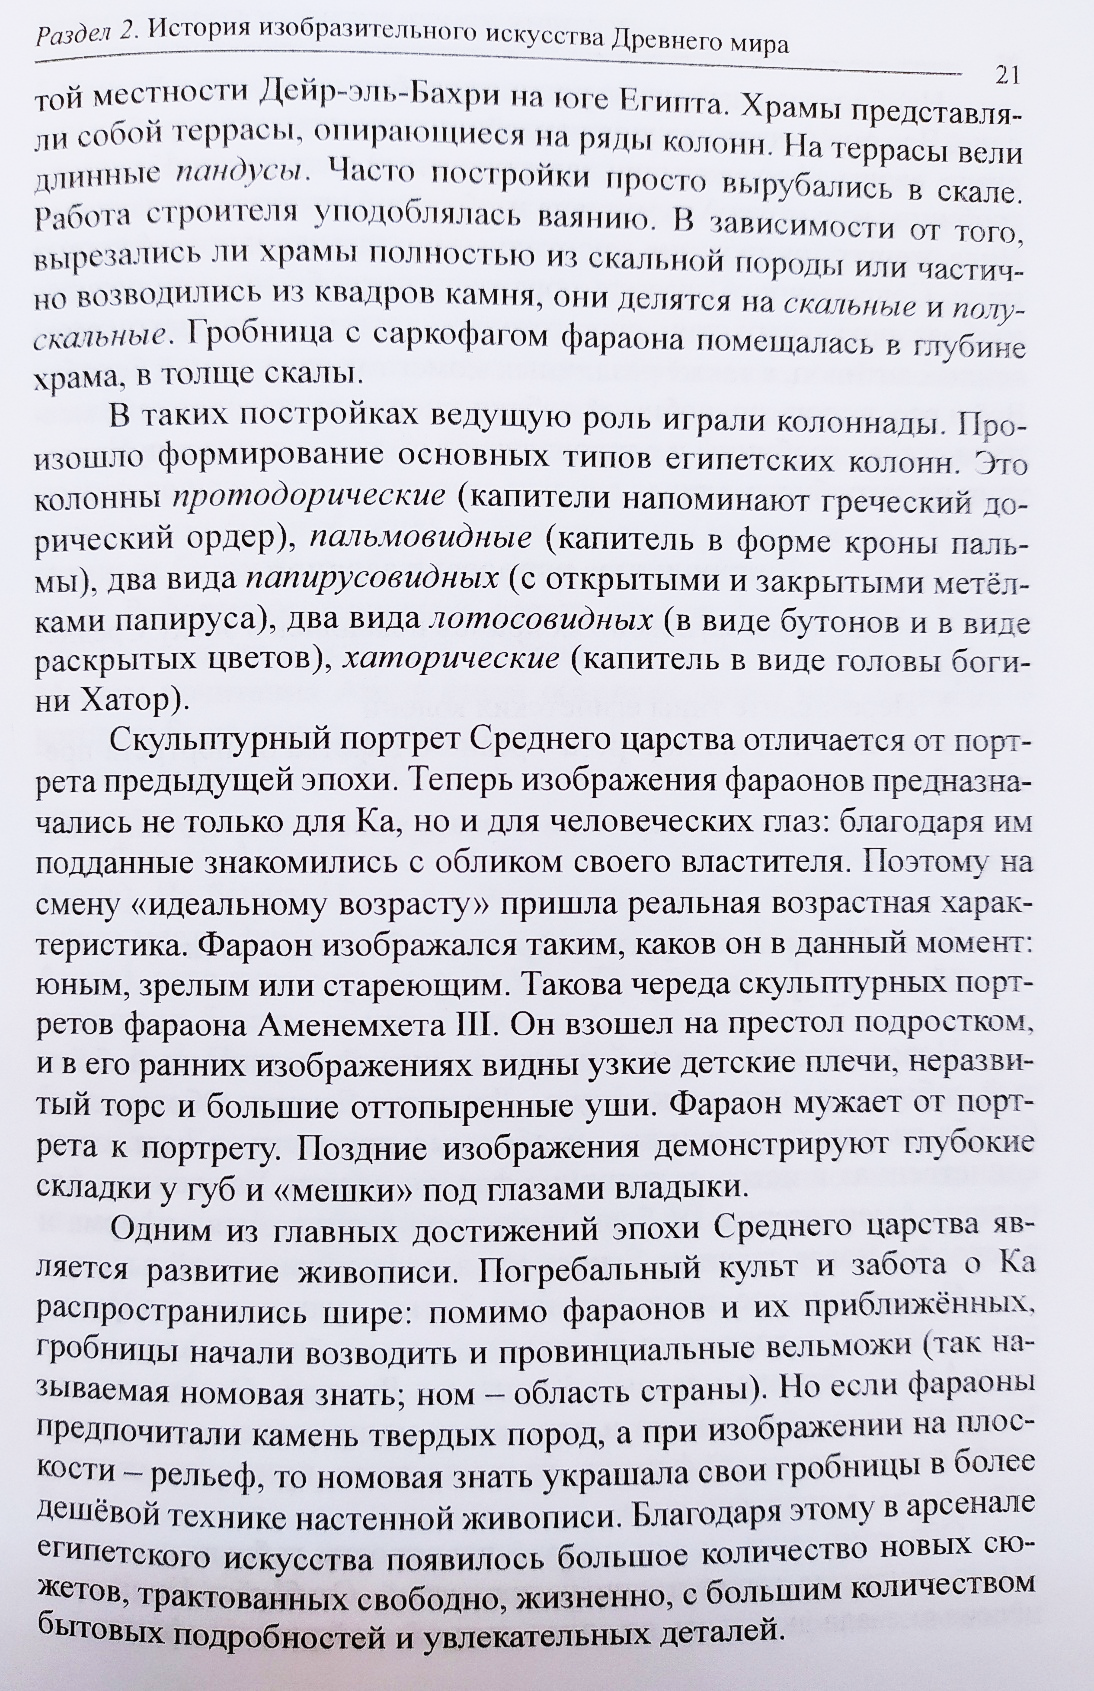 Раздел 2. История изобразительного искусства Древнего мира
21
той местности Дейр-эль-Бахри на юге Египта. Храмы представля-
ли собой террасы, опирающиеся на ряды колонн. На террасы вели
длинные пандусы. Часто постройки просто вырубались в скале.
Работа строителя уподоблялась ваянию. В зависимости от того,
вырезались ли храмы полностью из скальной породы или частич-
но возводились из квадров камня, они делятся на скальные и полу-
скальные. Гробница с саркофагом фараона помещалась в глубине
храма, в толще скалы.
В таких постройках ведущую роль играли колоннады. Про-
изошло формирование основных типов египетских колонн. Это
колонны протодорические (капители напоминают греческий до-
рический ордер), пальмовидные (капитель в форме кроны паль-
мы), два вида папирусовидных (с открытыми и закрытыми метёл-
ками папируса), два вида лотосовидных (в виде бутонов и в виде
раскрытых цветов), хаторические (капитель в виде головы боги-
ни Хатор).
Скульптурный портрет Среднего царства отличается от порт-
рета предыдущей эпохи. Теперь изображения фараонов предназна-
чались не только для Ка, но и для человеческих глаз: благодаря им
подданные знакомились с обликом своего властителя. Поэтому на
смену «идеальному возрасту» пришла реальная возрастная харак-
теристика. Фараон изображался таким, каков он в данный момент:
юным, зрелым или стареющим. Такова череда скульптурных порт-
ретов фараона Аменемхета III. Он взошел на престол подростком,
и в его ранних изображениях видны узкие детские плечи, неразви-
тый торс и большие оттопыренные уши. Фараон мужает от порт-
рета к портрету. Поздние изображения демонстрируют глубокие
складки у губ и «мешки» под глазами владыки.
Одним из главных достижений эпохи Среднего царства яв-
ляется развитие живописи. Погребальный культ и забота о Ка
распространились шире: помимо фараонов и их приближённых,
гробницы начали возводить и провинциальные вельможи (так на-
зываемая номовая знать; ном – область страны). Но если фараоны
предпочитали камень твердых пород, а при изображении на плос-
кости – рельеф, то номовая знать украшала свои гробницы в более
дешёвой технике настенной живописи. Благодаря этому в арсенале
египетского искусства появилось большое количество новых сю-
жетов, трактованных свободно, жизненно, с большим количеством
бытовых подробностей и увлекательных деталей.